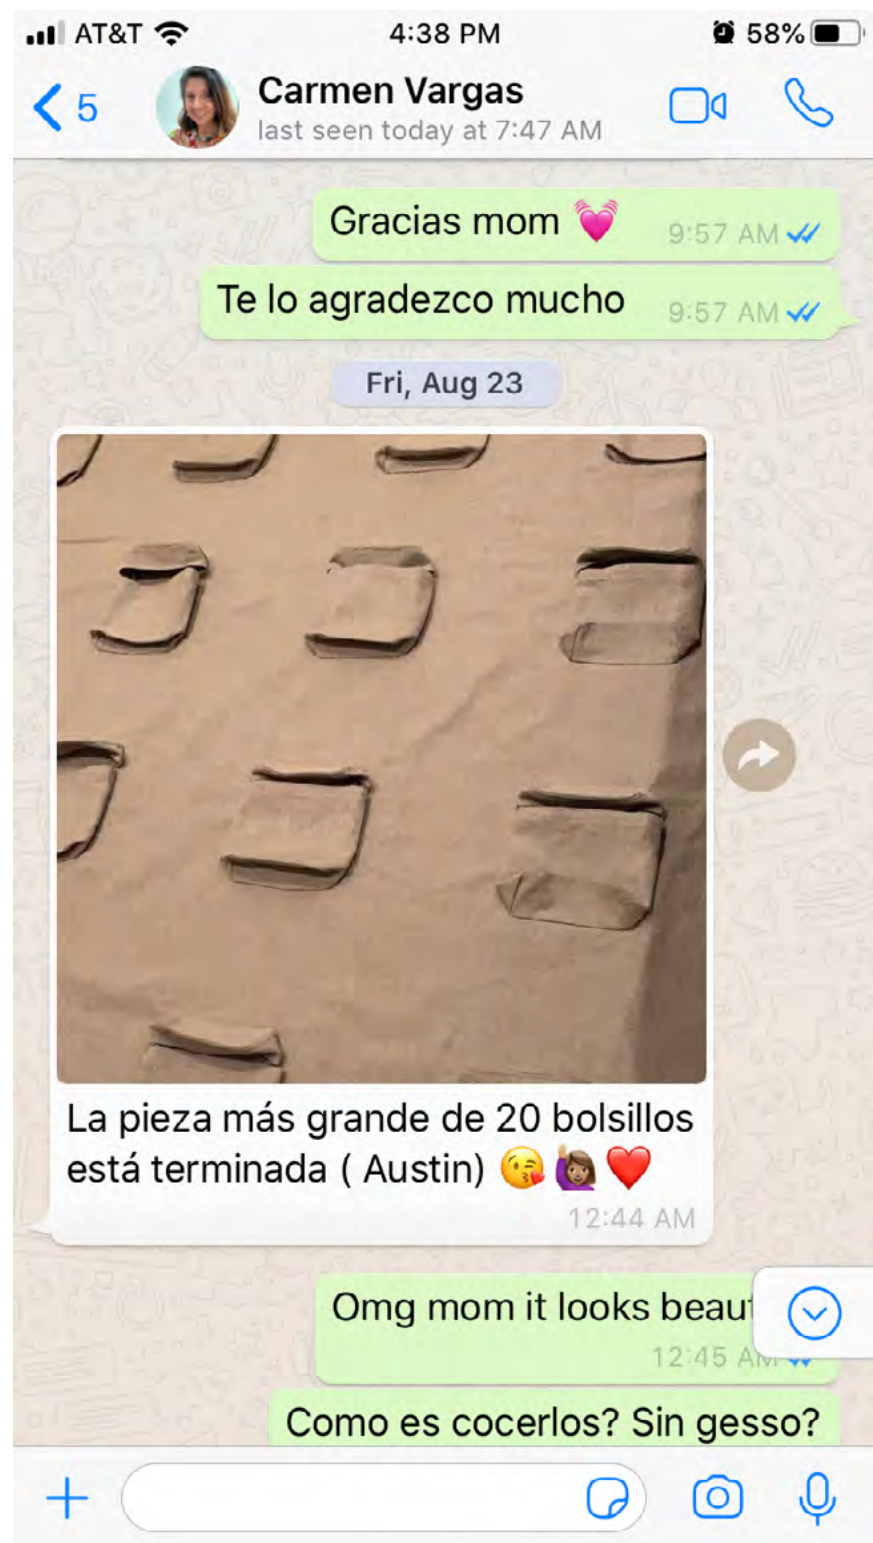 AT&T 4:38 PM 58%
5 Carmen Vargas
last seen today at 7:47 AM
Gracias mom 💓 9:57 AM
Te lo agradezco mucho 9:57 AM
Fri, Aug 23
La pieza más grande de 20 bolsillos
está terminada ( Austin) 😘🙋🏽‍♀️❤️
12:44 AM
Omg mom it looks
12:45 AM
Como es cocerlos? Sin gesso?